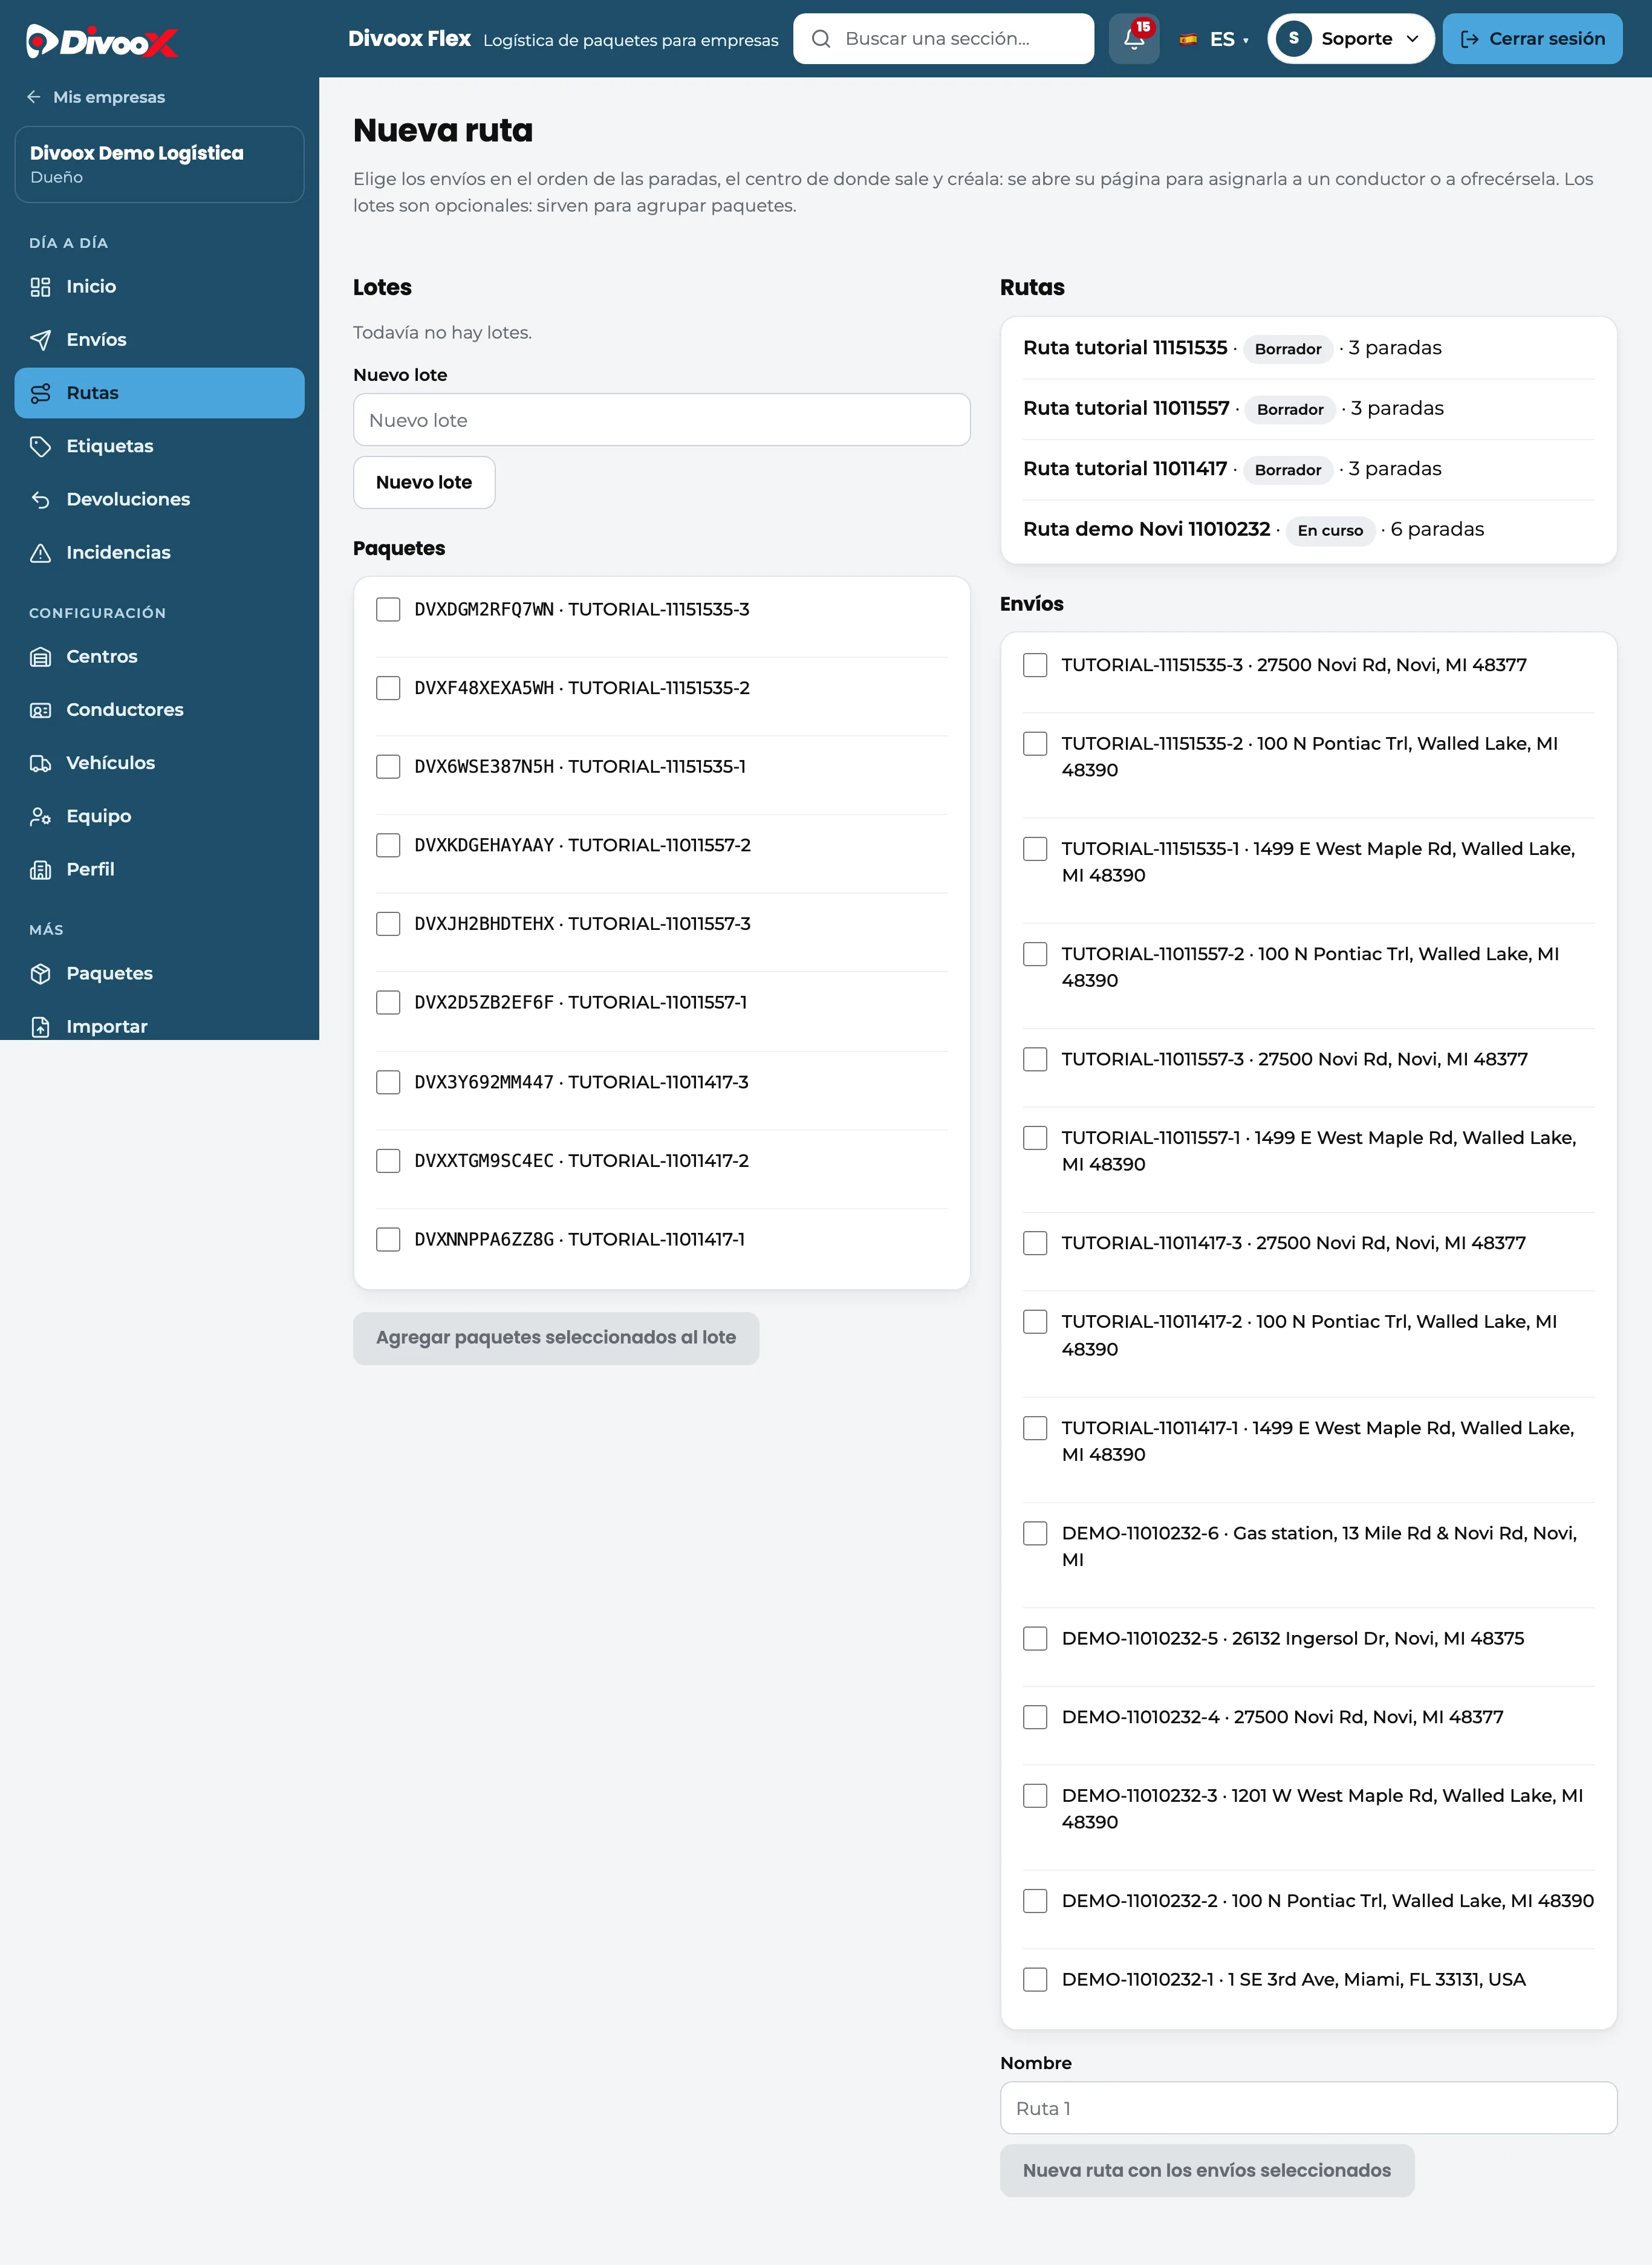 DivooX
Divoox Flex Logística de paquetes para empresas
Buscar una sección...
15
ES
S Soporte
Cerrar sesión
Mis empresas
Divoox Demo Logística
Dueño
DÍA A DÍA
Inicio
Envíos
Rutas
Etiquetas
Devoluciones
Incidencias
CONFIGURACIÓN
Centros
Conductores
Vehículos
Equipo
Perfil
MÁS
Paquetes
Importar
Nueva ruta
Elige los envíos en el orden de las paradas, el centro de donde sale y créala: se abre su página para asignarla a un conductor o a ofrecérsela. Los
lotes son opcionales: sirven para agrupar paquetes.
Lotes
Todavía no hay lotes.
Nuevo lote
Nuevo lote
Nuevo lote
Paquetes
DVXDGM2RFQ7WN · TUTORIAL-11151535-3
DVXF48XEXA5WH · TUTORIAL-11151535-2
DVX6WSE387N5H · TUTORIAL-11151535-1
DVXKDGEHAYAAY · TUTORIAL-11011557-2
DVXJH2BHDTEHX · TUTORIAL-11011557-3
DVX2D5ZB2EF6F · TUTORIAL-11011557-1
DVX3Y692MM447 · TUTORIAL-11011417-3
DVXXTGM9SC4EC · TUTORIAL-11011417-2
DVXNNPPA6ZZ8G · TUTORIAL-11011417-1
Agregar paquetes seleccionados al lote
Rutas
Ruta tutorial 11151535 · Borrador · 3 paradas
Ruta tutorial 11011557 · Borrador · 3 paradas
Ruta tutorial 11011417 · Borrador · 3 paradas
Ruta demo Novi 11010232 · En curso · 6 paradas
Envíos
TUTORIAL-11151535-3 · 27500 Novi Rd, Novi, MI 48377
TUTORIAL-11151535-2 · 100 N Pontiac Trl, Walled Lake, MI
48390
TUTORIAL-11151535-1 · 1499 E West Maple Rd, Walled Lake,
MI 48390
TUTORIAL-11011557-2 · 100 N Pontiac Trl, Walled Lake, MI
48390
TUTORIAL-11011557-3 · 27500 Novi Rd, Novi, MI 48377
TUTORIAL-11011557-1 · 1499 E West Maple Rd, Walled Lake,
MI 48390
TUTORIAL-11011417-3 · 27500 Novi Rd, Novi, MI 48377
TUTORIAL-11011417-2 · 100 N Pontiac Trl, Walled Lake, MI
48390
TUTORIAL-11011417-1 · 1499 E West Maple Rd, Walled Lake,
MI 48390
DEMO-11010232-6 · Gas station, 13 Mile Rd & Novi Rd, Novi,
MI
DEMO-11010232-5 · 26132 Ingersol Dr, Novi, MI 48375
DEMO-11010232-4 · 27500 Novi Rd, Novi, MI 48377
DEMO-11010232-3 · 1201 W West Maple Rd, Walled Lake, MI
48390
DEMO-11010232-2 · 100 N Pontiac Trl, Walled Lake, MI 48390
DEMO-11010232-1 · 1 SE 3rd Ave, Miami, FL 33131, USA
Nombre
Ruta 1
Nueva ruta con los envíos seleccionados